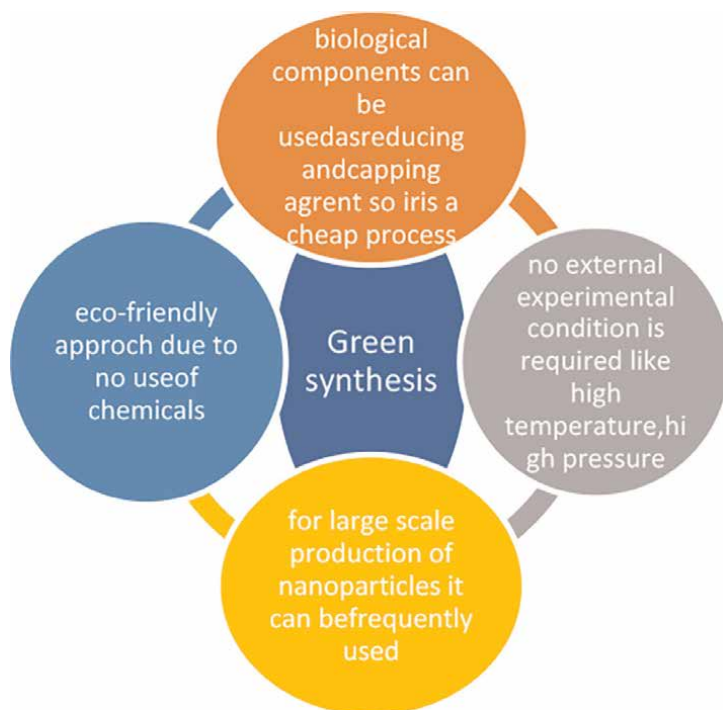 biological
components can
be
usedasreducing
andcapping
agrent so iris a
cheap process
eco-friendly
approch due to
no useof
chemicals
Green
synthesis
no external
experimental
condition is
required like
high
temperature,hi
gh pressure
for large scale
production of
nanoparticles it
can befrequently
used